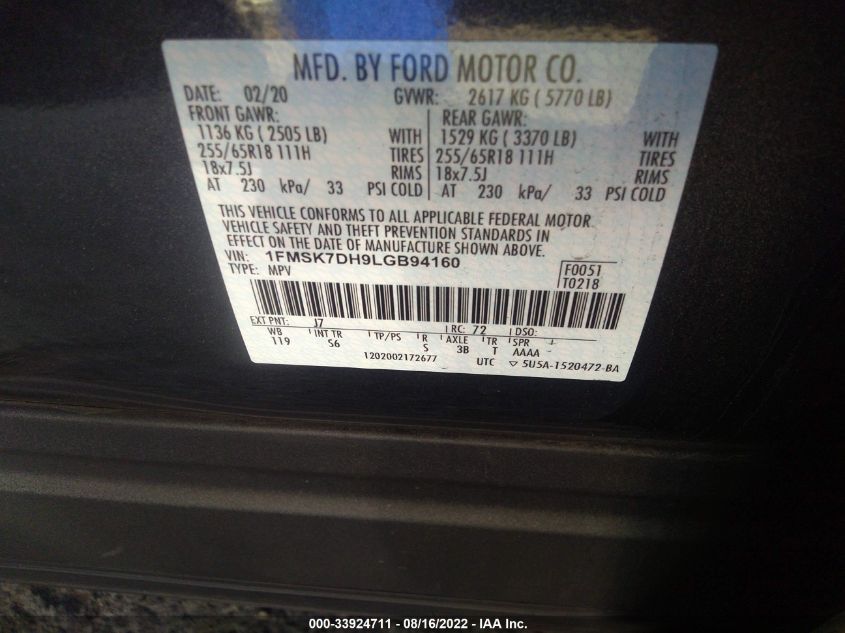 MFD. BY FORD MOTOR CO.
DATE: 02/20 GVWR: 2617 KG ( 5770 LB)
FRONT GAWR: REAR GAWR:
1136 KG ( 2505 LB) WITH 1529 KG ( 3370 LB) WITH
255/65R18 111H TIRES 255/65R18 111H TIRES
18x7.5J RIMS 18x7.5J RIMS
AT 230 kPa/ 33 PSI COLD AT 230 kPa/ 33 PSI COLD
THIS VEHICLE CONFORMS TO ALL APPLICABLE FEDERAL MOTOR
VEHICLE SAFETY AND THEFT PREVENTION STANDARDS IN
EFFECT ON THE DATE OF MANUFACTURE SHOWN ABOVE.
VIN: 1FMSK7DH9LGB94160 F0051
TYPE: MPV T0218
EXT PNT: J7 RC: 72 DSO:
WB INT TR TP/PS R AXLE TR SPR
119 S6 S 3B T AAAA
1202002172677 UTC ▽ 5U5A-1520472-BA
000-33924711 - 08/16/2022 - IAA Inc.